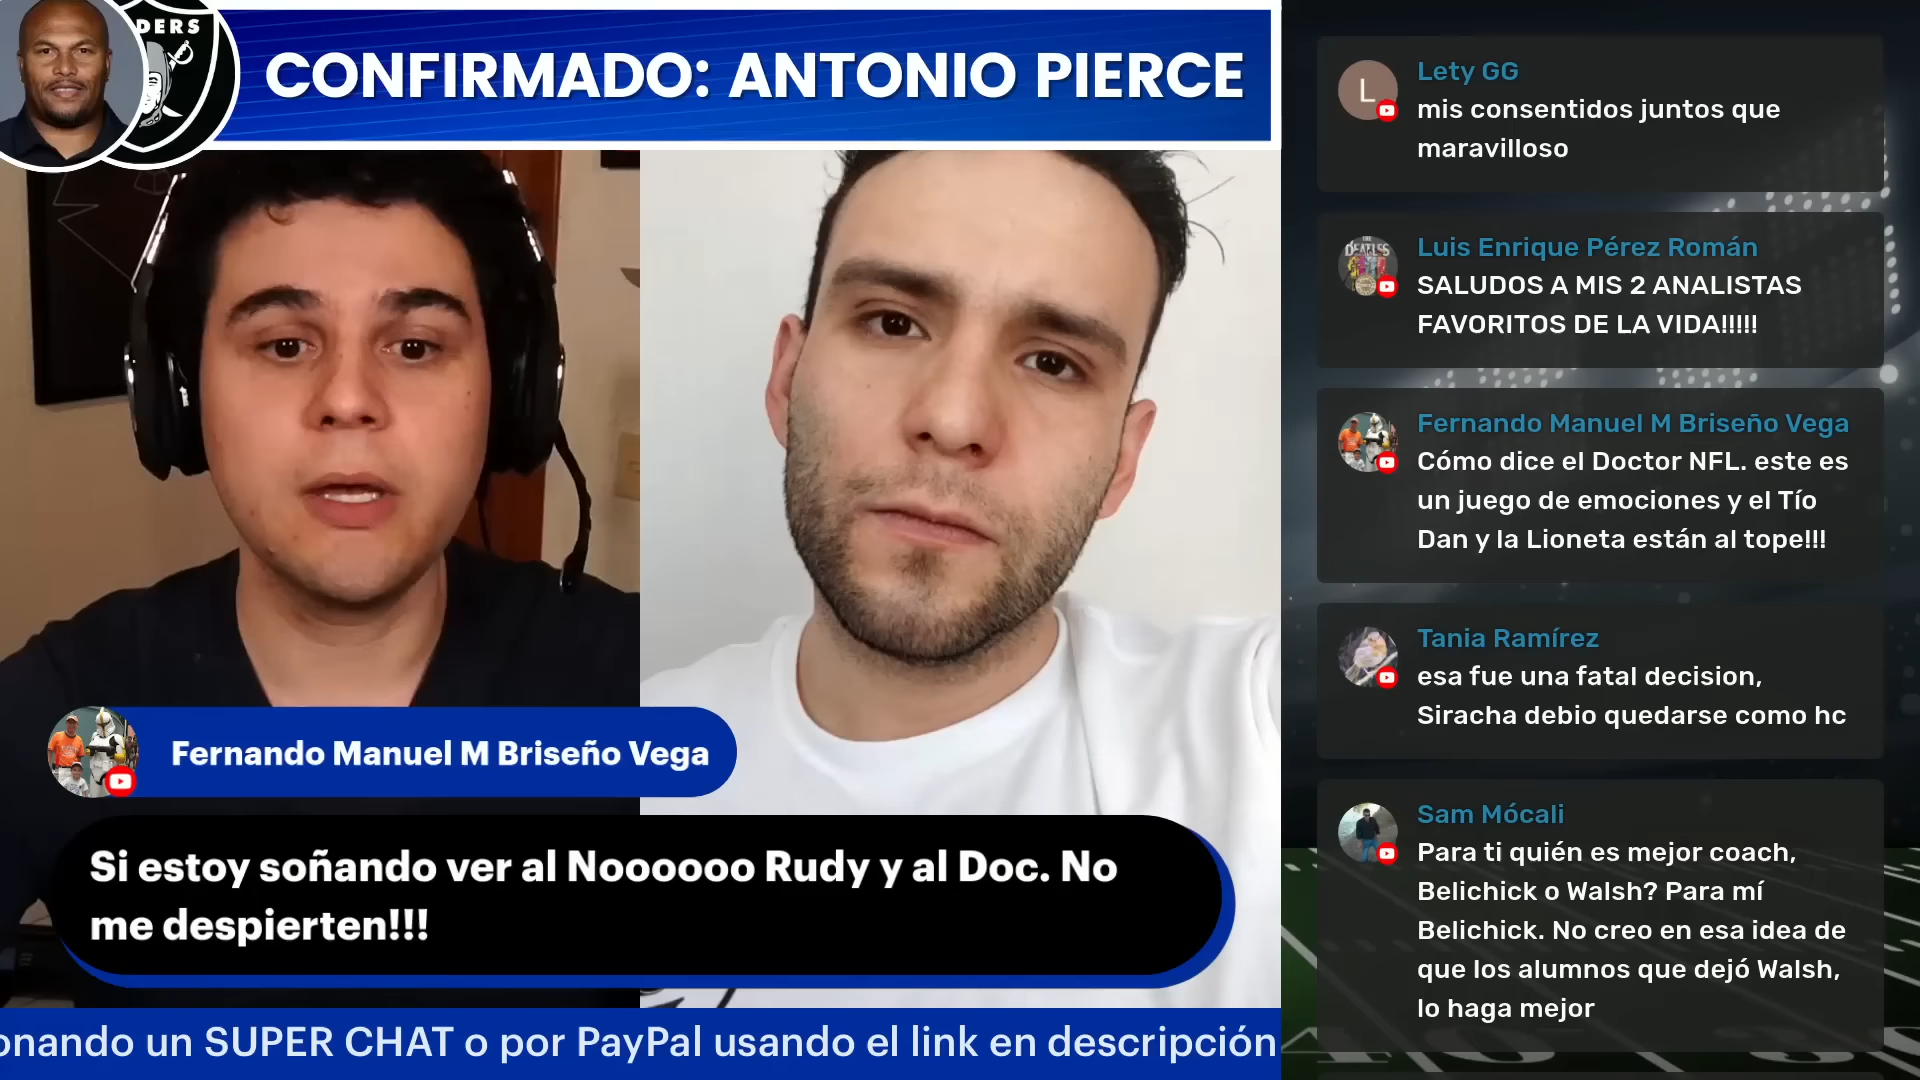 DERS
CONFIRMADO: ANTONIO PIERCE
Fernando Manuel M Briseño Vega
Si estoy soñando ver al Noooooo Rudy y al Doc. No
me despierten!!!
onando un SUPER CHAT o por PayPal usando el link en descripción
L
Lety GG
mis consentidos juntos que
maravilloso
THE
BEATLES
Luis Enrique Pérez Román
SALUDOS A MIS 2 ANALISTAS
FAVORITOS DE LA VIDA!!!!!
Fernando Manuel M Briseño Vega
Cómo dice el Doctor NFL. este es
un juego de emociones y el Tío
Dan y la Lioneta están al tope!!!
Tania Ramírez
esa fue una fatal decision,
Siracha debio quedarse como hc
Sam Mócali
Para ti quién es mejor coach,
Belichick o Walsh? Para mí
Belichick. No creo en esa idea de
que los alumnos que dejó Walsh,
lo haga mejor